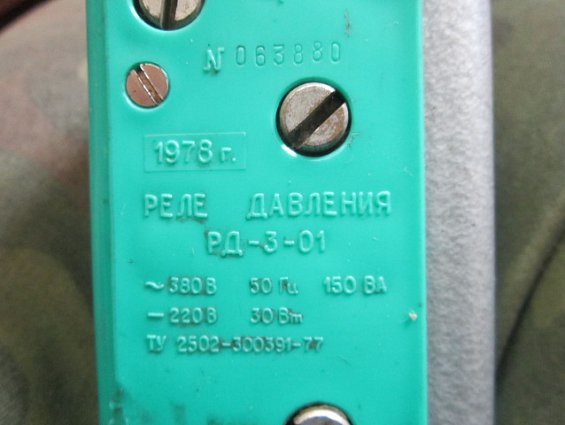 N 063880
1978 г.
РЕЛЕ ДАВЛЕНИЯ
РД-3-01
~380В 50 Гц 150 ВА
—220В 30 Вт
ТУ 2502-300391-77